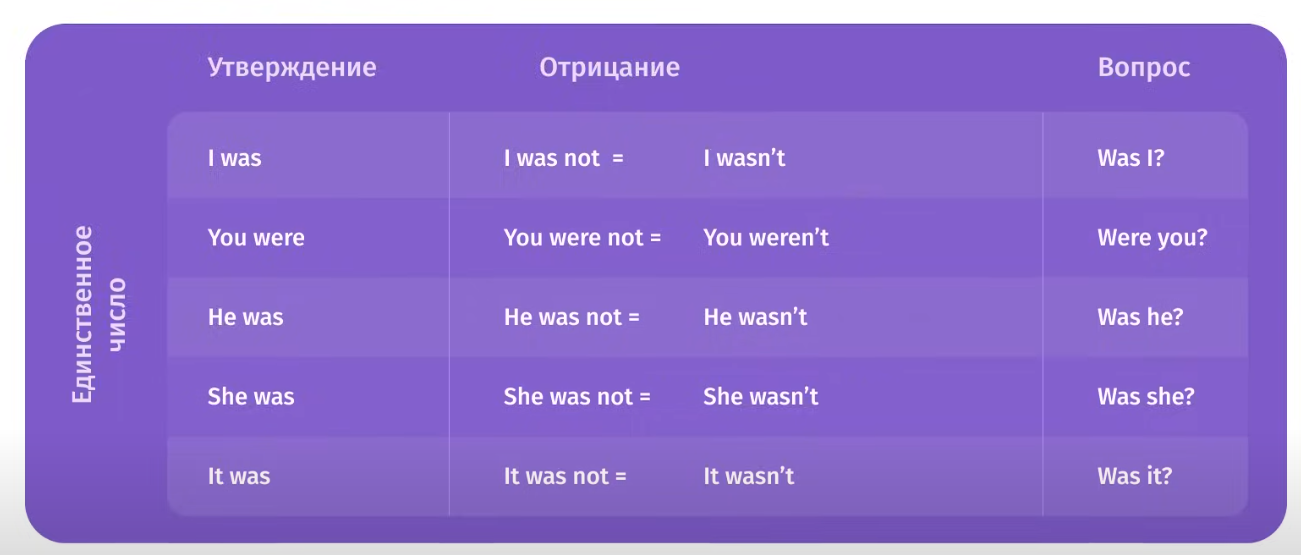 Утверждение Отрицание Вопрос
Единственное
число
I was I was not = I wasn’t Was I?
You were You were not = You weren’t Were you?
He was He was not = He wasn’t Was he?
She was She was not = She wasn’t Was she?
It was It was not = It wasn’t Was it?